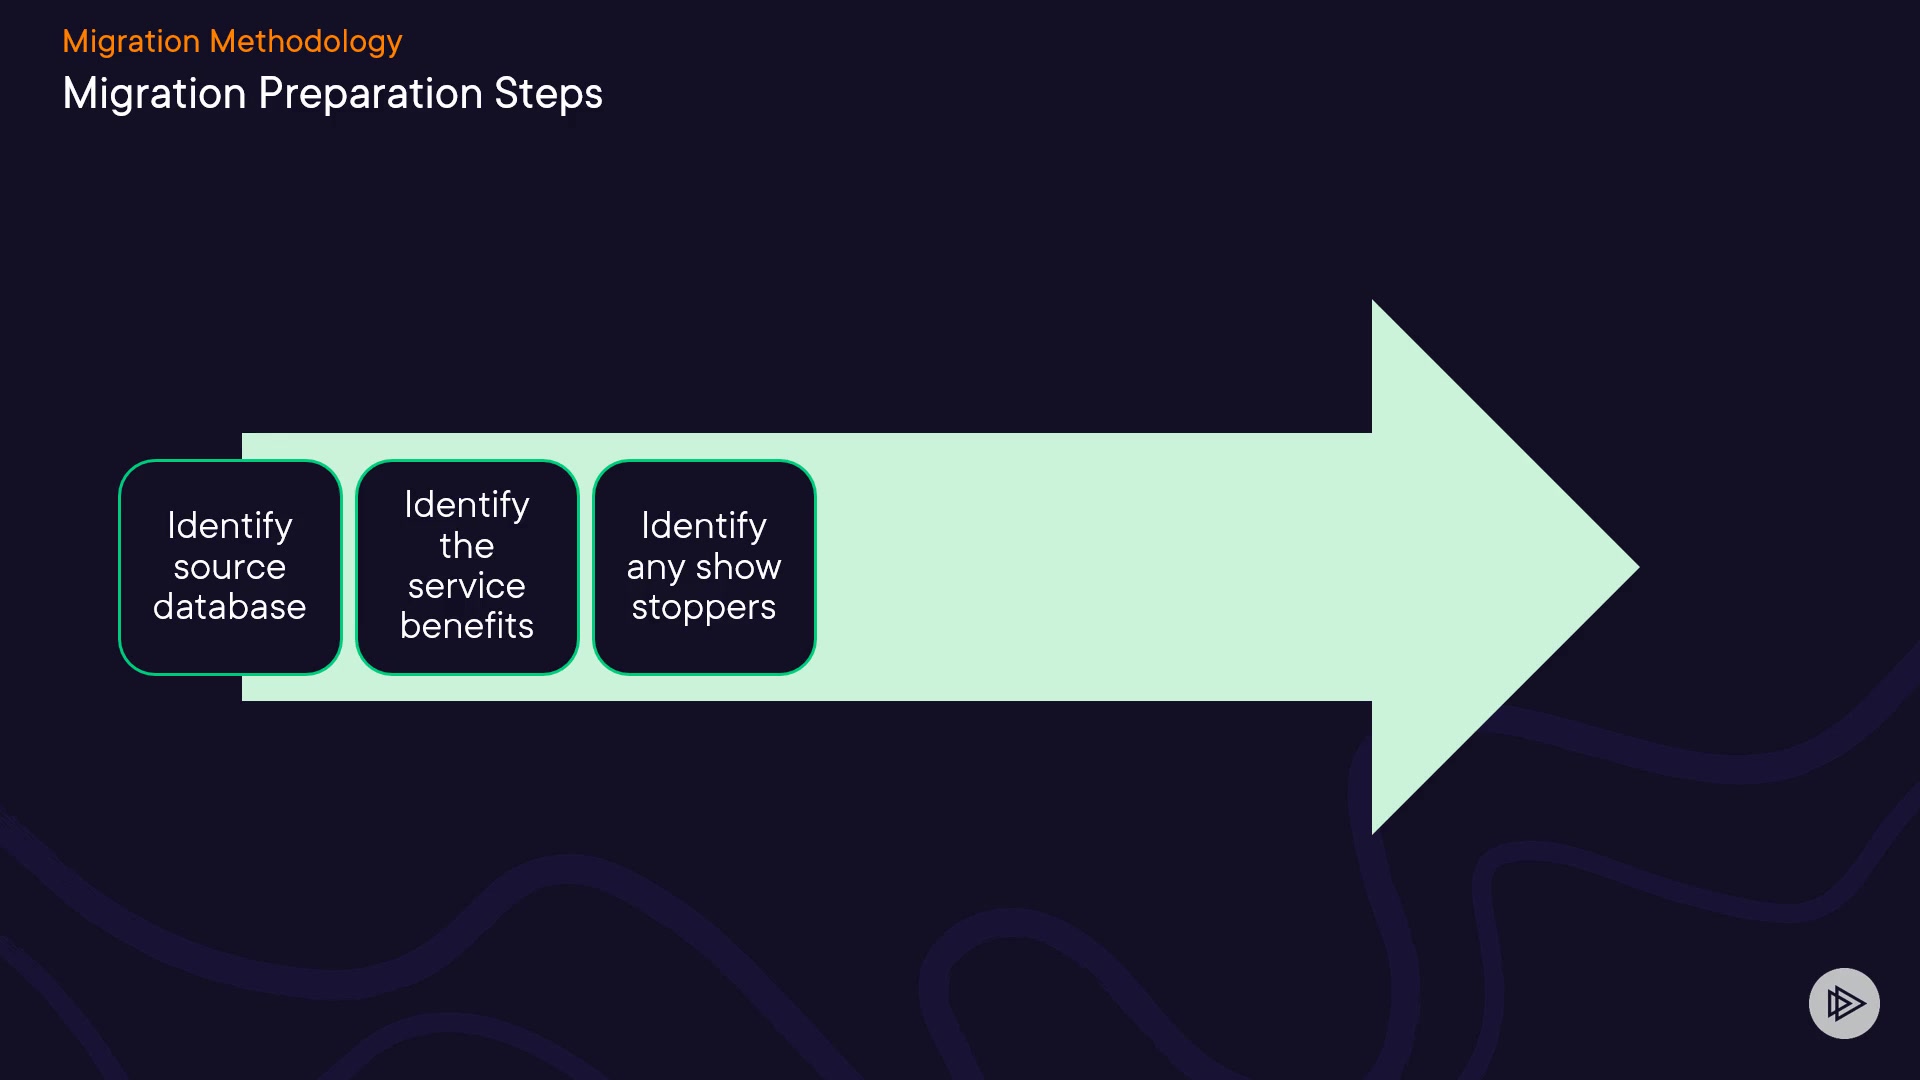 Migration Methodology
Migration Preparation Steps
Identify
source
database
Identify
the
service
benefits
Identify
any show
stoppers